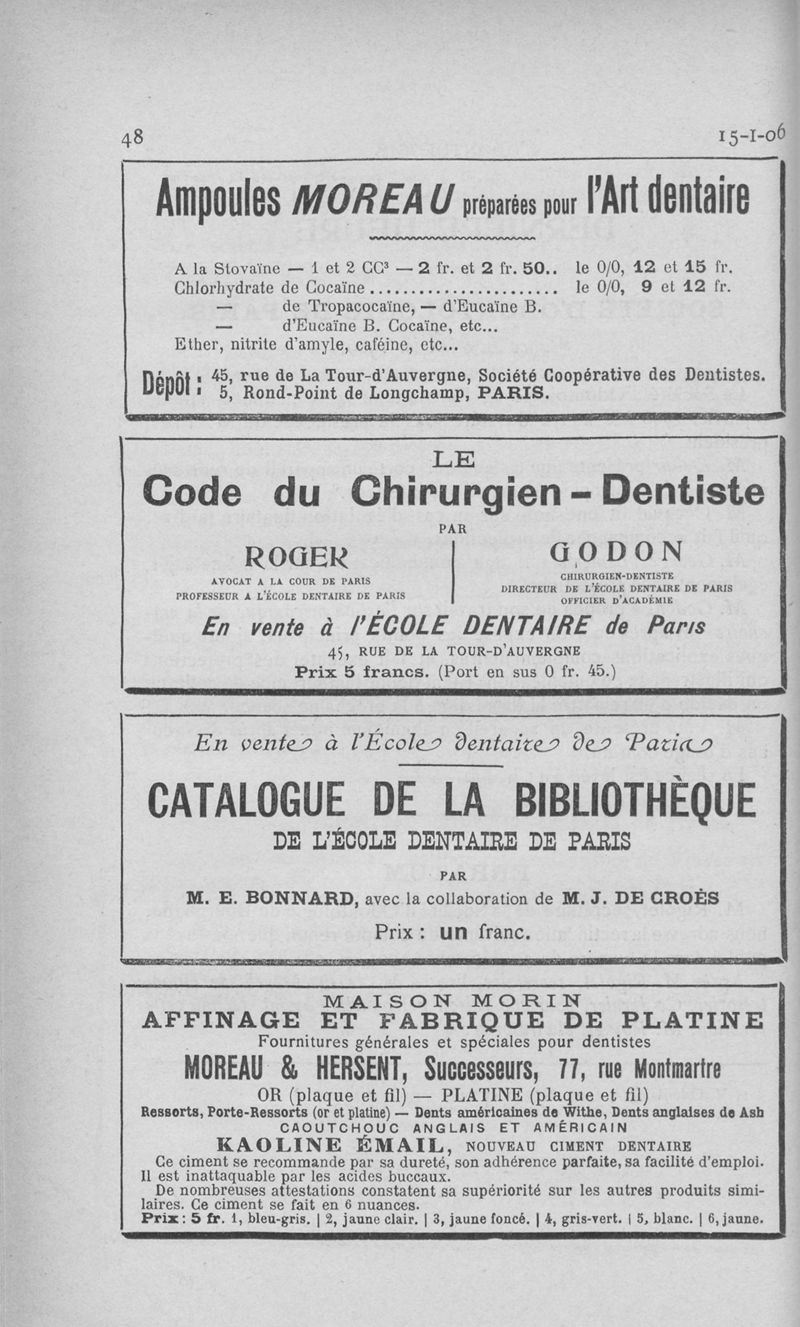 48
15-I-06
Ampoules MOREAU préparées pour l'Art dentaire
A la Stovaïne — 1 et 2 CC³ — 2 fr. et 2 fr. 50.. le 0/0, 12 et 15 fr.
Chlorhydrate de Cocaïne ....................... le 0/0, 9 et 12 fr.
— de Tropacocaïne, — d'Eucaïne B.
— d'Eucaïne B. Cocaïne, etc...
Ether, nitrite d'amyle, caféine, etc...
Dépôt : 45, rue de La Tour-d'Auvergne, Société Coopérative des Dentistes.
5, Rond-Point de Longchamp, PARIS.
LE
Code du Chirurgien-Dentiste
PAR
ROGER
AVOCAT A LA COUR DE PARIS
PROFESSEUR A L'ÉCOLE DENTAIRE DE PARIS
GODON
CHIRURGIEN-DENTISTE
DIRECTEUR DE L'ÉCOLE DENTAIRE DE PARIS
OFFICIER D'ACADÉMIE
En vente à l'ÉCOLE DENTAIRE de Paris
45, RUE DE LA TOUR-D'AUVERGNE
Prix 5 francs. (Port en sus 0 fr. 45.)
En vente à l'École dentaire de Paris
CATALOGUE DE LA BIBLIOTHÈQUE
DE L'ÉCOLE DENTAIRE DE PARIS
PAR
M. E. BONNARD, avec la collaboration de M. J. DE CROËS
Prix : un franc.
MAISON MORIN
AFFINAGE ET FABRIQUE DE PLATINE
Fournitures générales et spéciales pour dentistes
MOREAU & HERSENT, Successeurs, 77, rue Montmartre
OR (plaque et fil) — PLATINE (plaque et fil)
Ressorts, Porte-Ressorts (or et platine) — Dents américaines de Withe, Dents anglaises de Ash
CAOUTCHOUC ANGLAIS ET AMÉRICAIN
KAOLINE ÉMAIL, NOUVEAU CIMENT DENTAIRE
Ce ciment se recommande par sa dureté, son adhérence parfaite, sa facilité d'emploi.
Il est inattaquable par les acides buccaux.
De nombreuses attestations constatent sa supériorité sur les autres produits simi-
laires. Ce ciment se fait en 6 nuances.
Prix : 5 fr. 1, bleu-gris. | 2, jaune clair. | 3, jaune foncé. | 4, gris-vert. | 5, blanc. | 6, jaune.